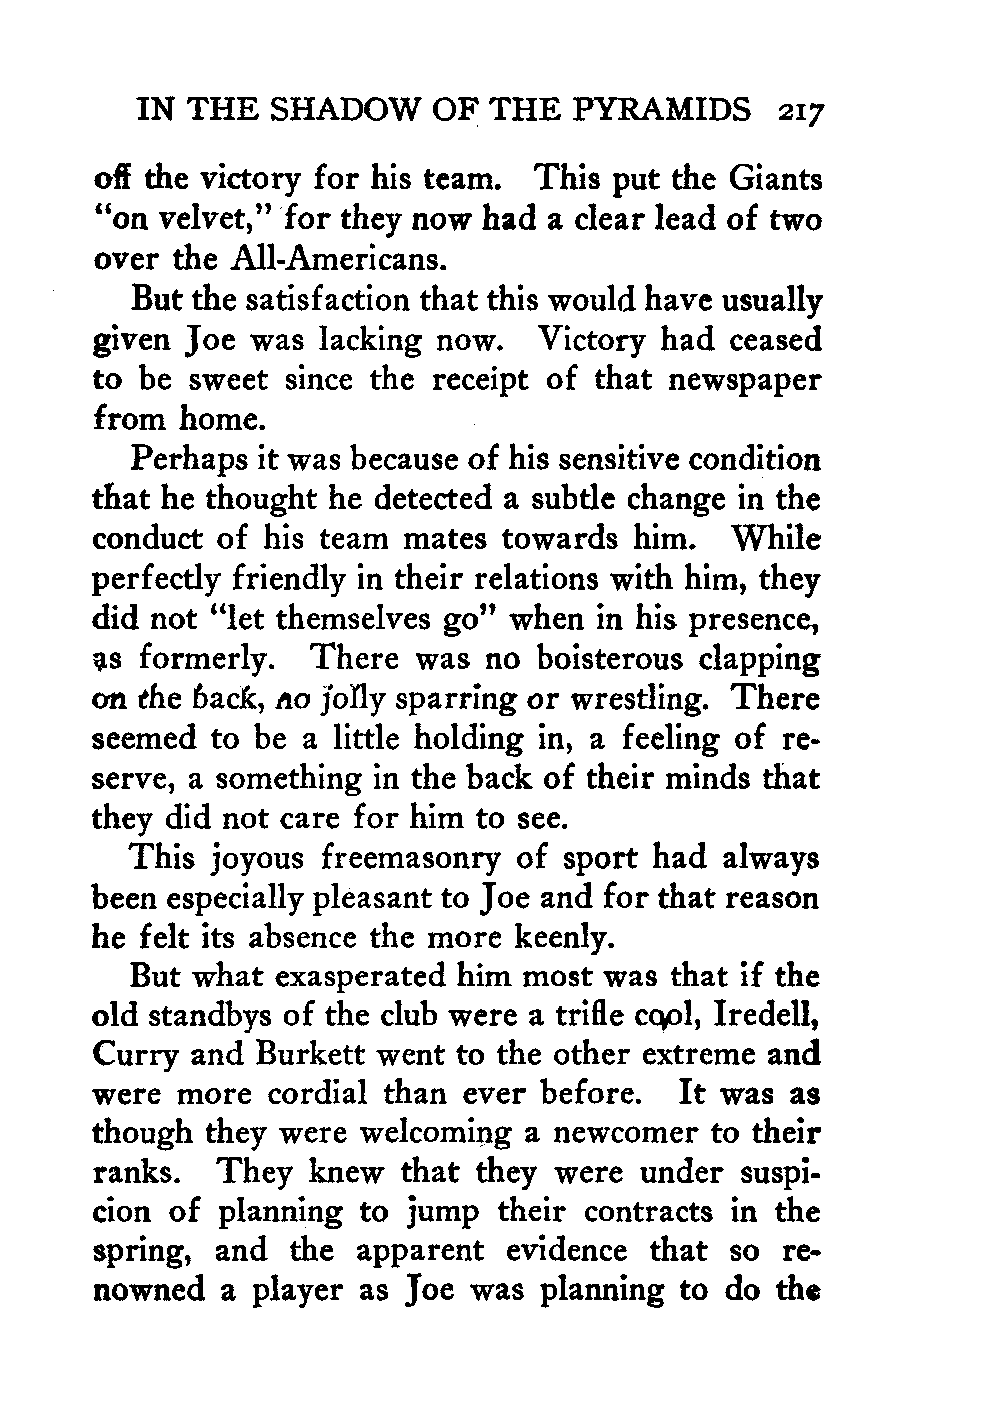 IN THE SHADOW OF THE PYRAMIDS 217
off the victory for his team. This put the Giants
“on velvet,” for they now had a clear lead of two
over the All-Americans.
But the satisfaction that this would have usually
given Joe was lacking now. Victory had ceased
to be sweet since the receipt of that newspaper
from home.
Perhaps it was because of his sensitive condition
that he thought he detected a subtle change in the
conduct of his team mates towards him. While
perfectly friendly in their relations with him, they
did not “let themselves go” when in his presence,
as formerly. There was no boisterous clapping
on the back, no jolly sparring or wrestling. There
seemed to be a little holding in, a feeling of re-
serve, a something in the back of their minds that
they did not care for him to see.
This joyous freemasonry of sport had always
been especially pleasant to Joe and for that reason
he felt its absence the more keenly.
But what exasperated him most was that if the
old standbys of the club were a trifle cool, Iredell,
Curry and Burkett went to the other extreme and
were more cordial than ever before. It was as
though they were welcoming a newcomer to their
ranks. They knew that they were under suspi-
cion of planning to jump their contracts in the
spring, and the apparent evidence that so re-
nowned a player as Joe was planning to do the